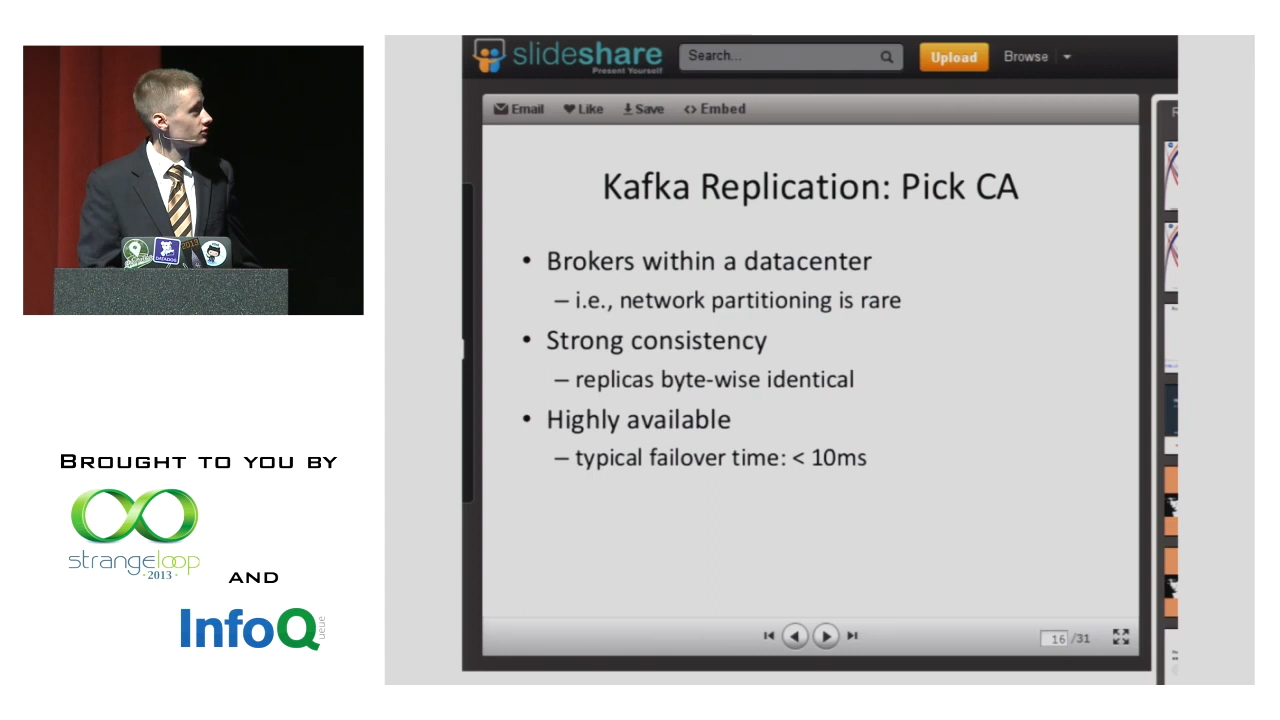 slideshare
Present Yourself
Search...
Upload
Browse
Email
Like
Save
Embed
Kafka Replication: Pick CA
• Brokers within a datacenter
– i.e., network partitioning is rare
• Strong consistency
– replicas byte-wise identical
• Highly available
– typical failover time: < 10ms
16 /31
DATADOG
2013
BROUGHT TO YOU BY
strangeloop
·2013·
AND
InfoQ